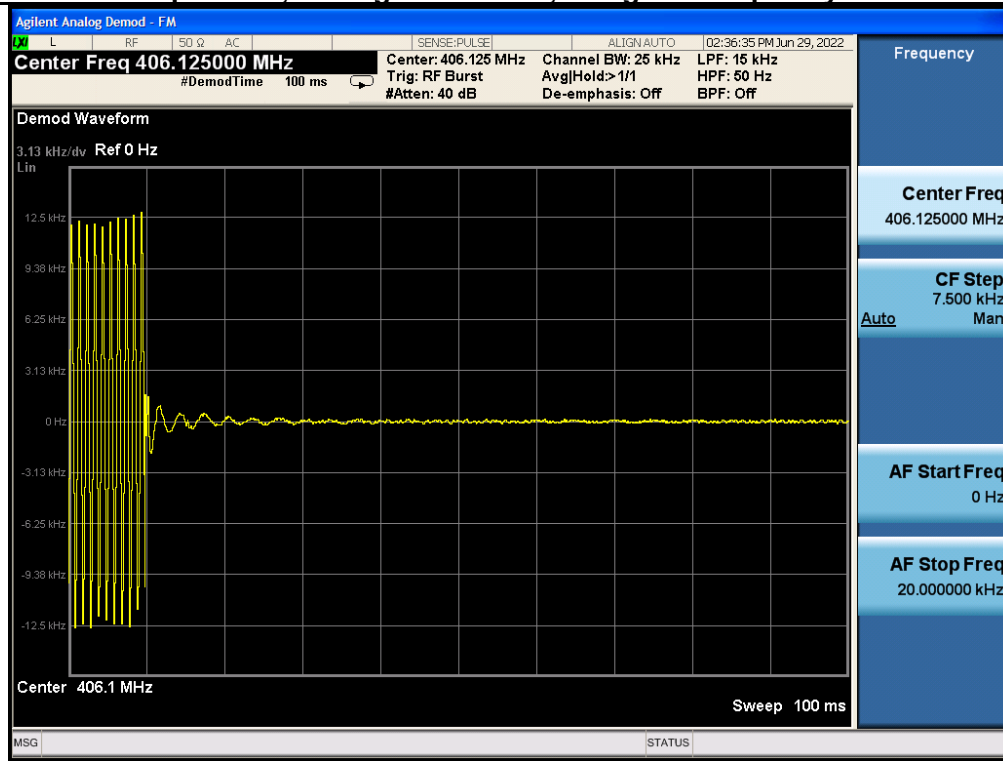 Agilent Analog Demod - FM
LXI L RF 50 Ω AC SENSE:PULSE ALIGN AUTO 02:36:35 PM Jun 29, 2022
Center Freq 406.125000 MHz
#DemodTime 100 ms
Center: 406.125 MHz Channel BW: 25 kHz LPF: 15 kHz
Trig: RF Burst Avg|Hold:> 1/1 HPF: 50 Hz
#Atten: 40 dB De-emphasis: Off BPF: Off
Demod Waveform
3.13 kHz/dv Ref 0 Hz
Lin
12.5 kHz
9.38 kHz
6.25 kHz
3.13 kHz
0 Hz
-3.13 kHz
-6.25 kHz
-9.38 kHz
-12.5 kHz
Center 406.1 MHz
Sweep 100 ms
MSG STATUS
Frequency
Center Freq
406.125000 MHz
CF Step
7.500 kHz
Auto Man
AF Start Freq
0 Hz
AF Stop Freq
20.000000 kHz